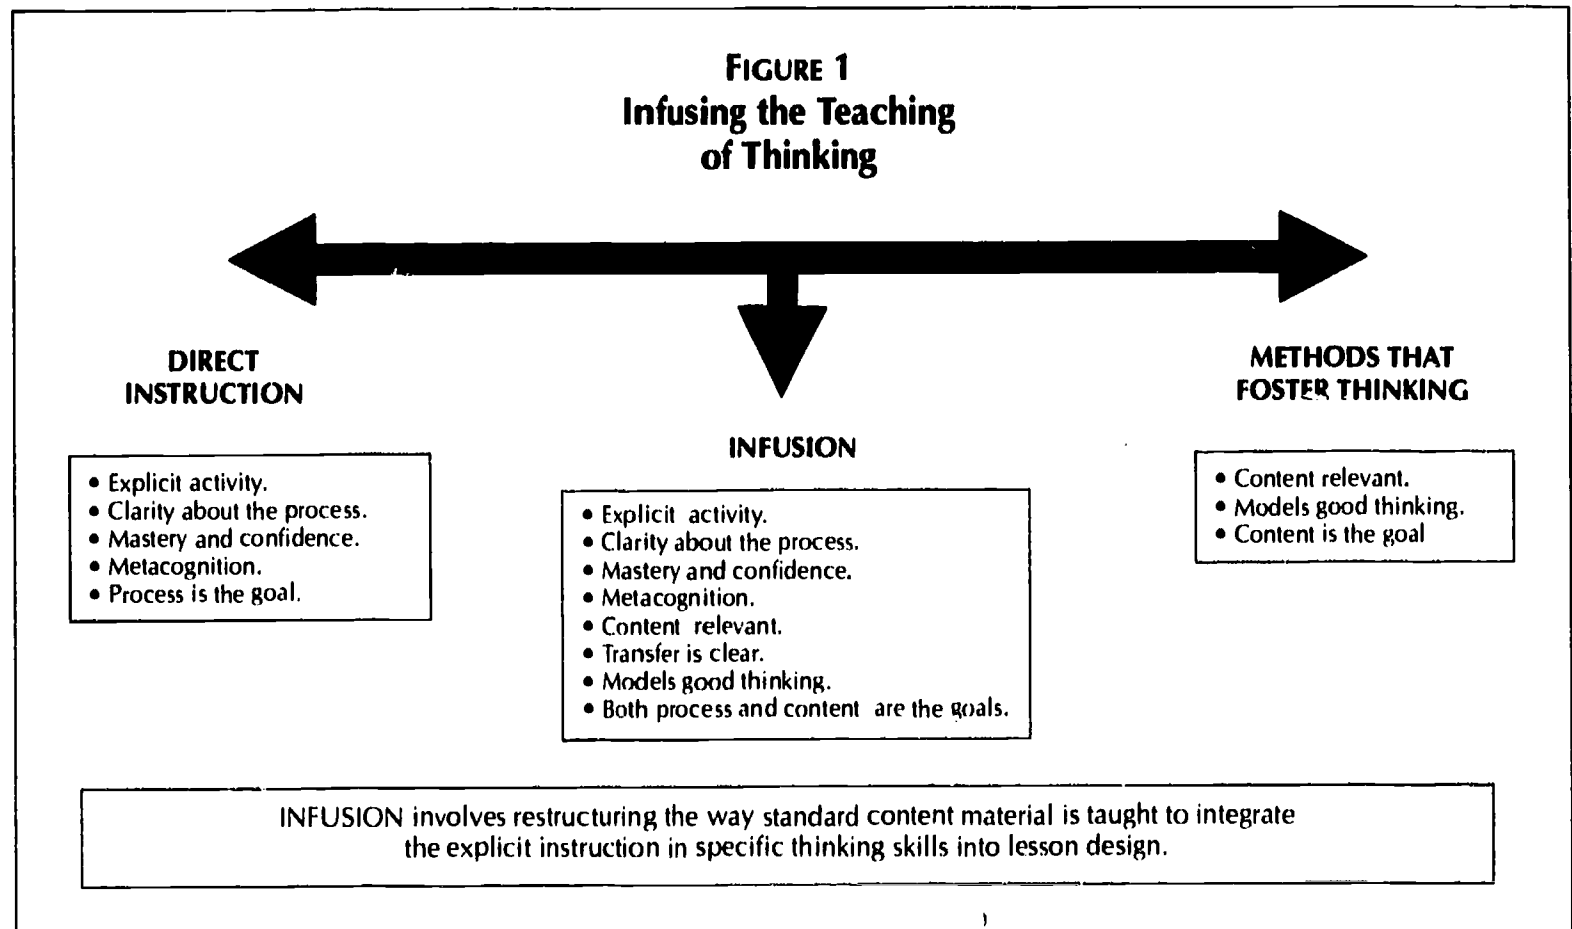 FIGURE 1
Infusing the Teaching
of Thinking
DIRECT
INSTRUCTION
• Explicit activity.
• Clarity about the process.
• Mastery and confidence.
• Metacognition.
• Process is the goal.
INFUSION
• Explicit activity.
• Clarity about the process.
• Mastery and confidence.
• Metacognition.
• Content relevant.
• Transfer is clear.
• Models good thinking.
• Both process and content are the goals.
METHODS THAT
FOSTER THINKING
• Content relevant.
• Models good thinking.
• Content is the goal
INFUSION involves restructuring the way standard content material is taught to integrate
the explicit instruction in specific thinking skills into lesson design.